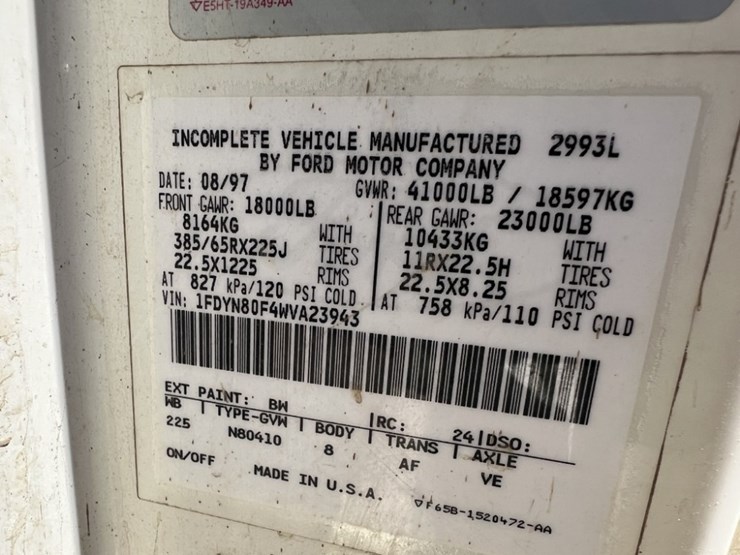 ▽E5HT-19A349-AA
INCOMPLETE VEHICLE MANUFACTURED 2993L
BY FORD MOTOR COMPANY
DATE: 08/97 GVWR: 41000LB / 18597KG
FRONT GAWR: 18000LB REAR GAWR: 23000LB
8164KG WITH 10433KG WITH
385/65RX225J TIRES 11RX22.5H TIRES
22.5X1225 RIMS 22.5X8.25 RIMS
AT 827 kPa/120 PSI COLD AT 758 kPa/110 PSI COLD
VIN: 1FDYN80F4WVA23943
EXT PAINT: BW RC: 24 DSO:
WB TYPE-GVW BODY TRANS AXLE
225 N80410 8 AF VE
ON/OFF MADE IN U.S.A. ▽F65B-1520472-AA